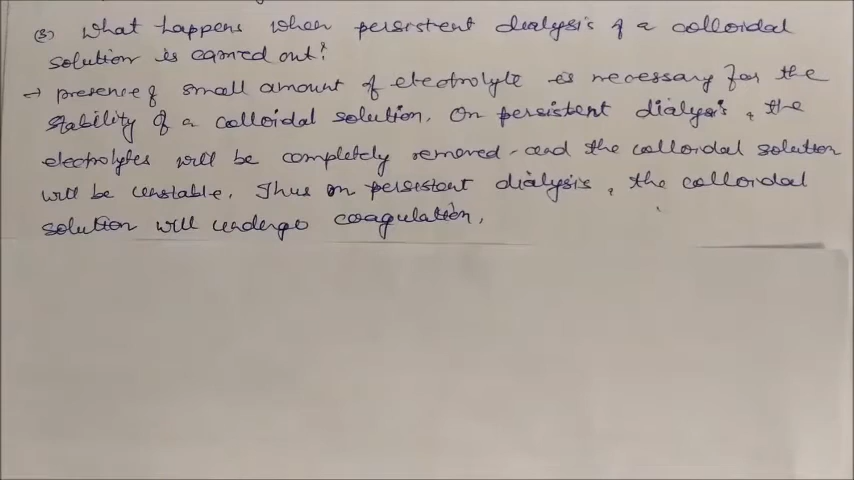 (3) What happens when persistent dialysis of a colloidal
solution is carried out?
→ presence of small amount of electrolyte is necessary for the
stability of a colloidal solution. On persistent dialysis, the
electrolytes will be completely removed and the colloidal solution
will be unstable. Thus on persistent dialysis, the colloidal
solution will undergo coagulation.